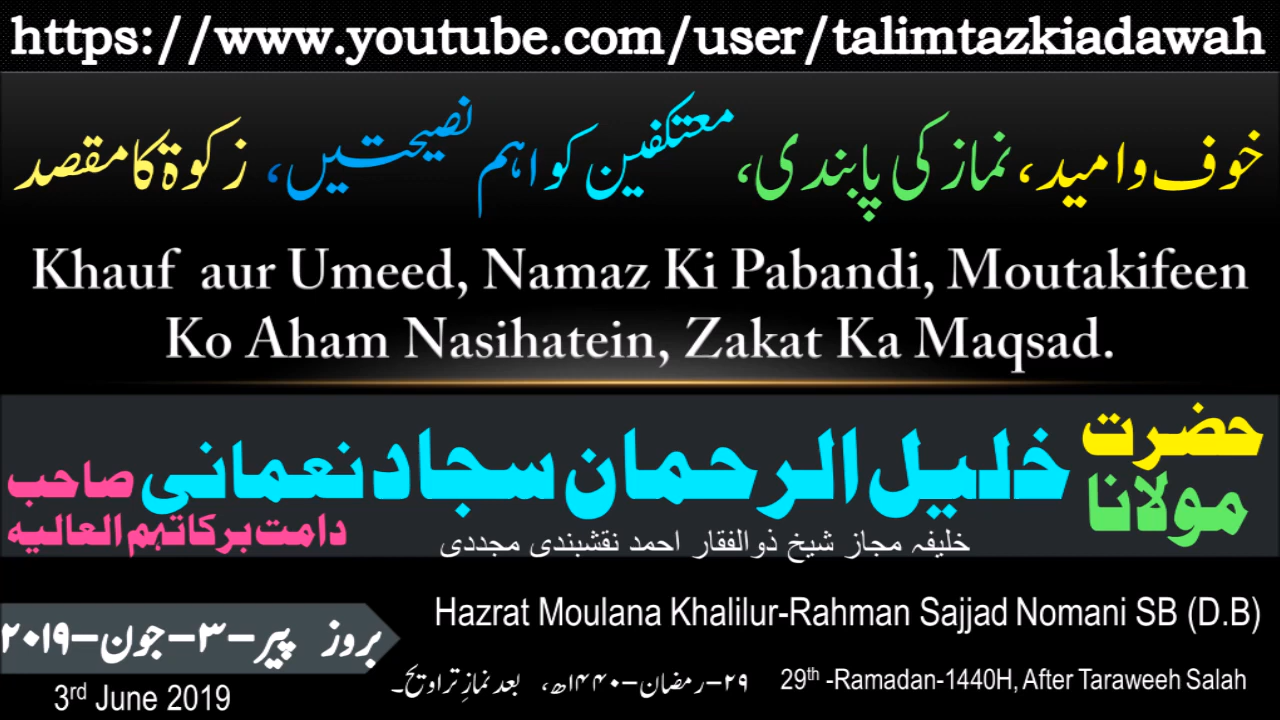 https://www.youtube.com/user/talimtazkiadawah
خوف و امید، نماز کی پابندی، معتکفین کو اہم نصیحتیں، زکوۃ کا مقصد
Khauf aur Umeed, Namaz Ki Pabandi, Moutakifeen
Ko Aham Nasihatein, Zakat Ka Maqsad.
حضرت مولانا خلیل الرحمان سجاد نعمانی صاحب
دامت برکاتہم العالیہ
خلیفہ مجاز شیخ ذوالفقار احمد نقشبندی مجددی
Hazrat Moulana Khalilur-Rahman Sajjad Nomani SB (D.B)
بروز پیر-۳-جون-۲۰۱۹
3rd June 2019
۲۹-رمضان-۱۴۴۰ھ، بعد نمازِ تراویح۔
29th -Ramadan-1440H, After Taraweeh Salah